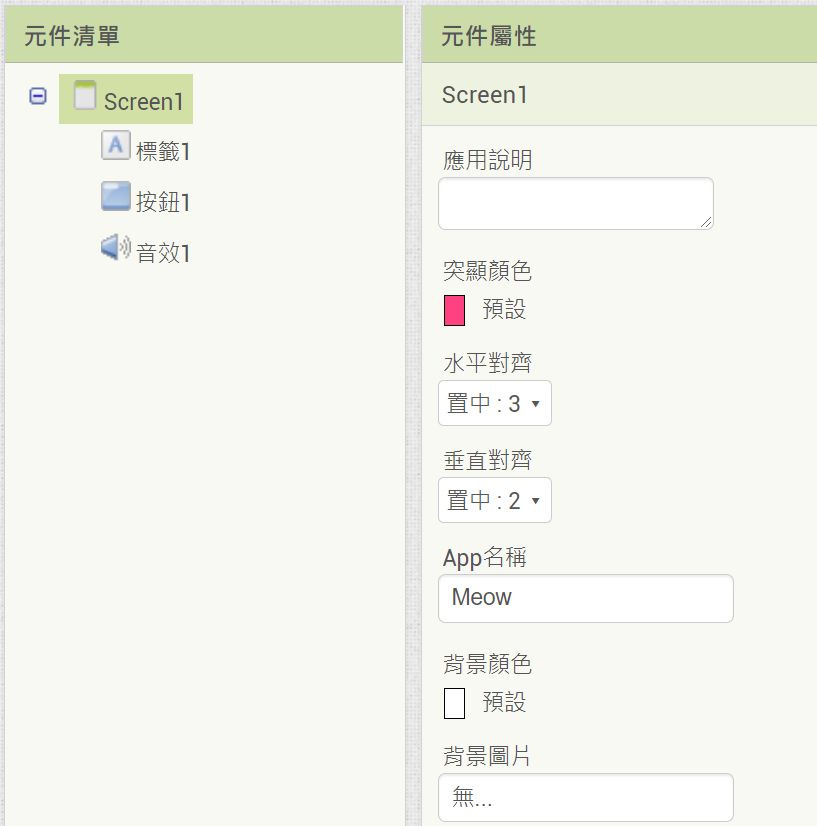 元件清單
Screen1
標籤1
按鈕1
音效1
元件屬性
Screen1
應用說明
突顯顏色
預設
水平對齊
置中 : 3
垂直對齊
置中 : 2
App名稱
Meow
背景顏色
預設
背景圖片
無...